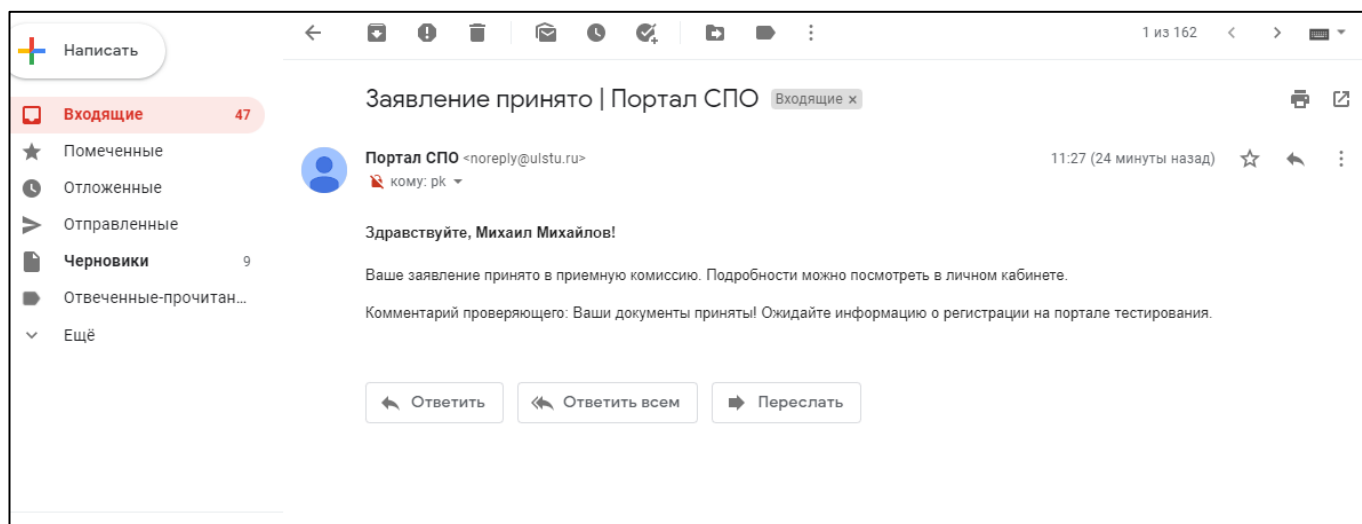 Написать
1 из 162
Входящие 47
Помеченные
Отложенные
Отправленные
Черновики 9
Отвеченные-прочитан...
Ещё
Заявление принято | Портал СПО Входящие x
Портал СПО <noreply@ulstu.ru> 11:27 (24 минуты назад)
кому: pk
Здравствуйте, Михаил Михайлов!
Ваше заявление принято в приемную комиссию. Подробности можно посмотреть в личном кабинете.
Комментарий проверяющего: Ваши документы приняты! Ожидайте информацию о регистрации на портале тестирования.
Ответить Ответить всем Переслать